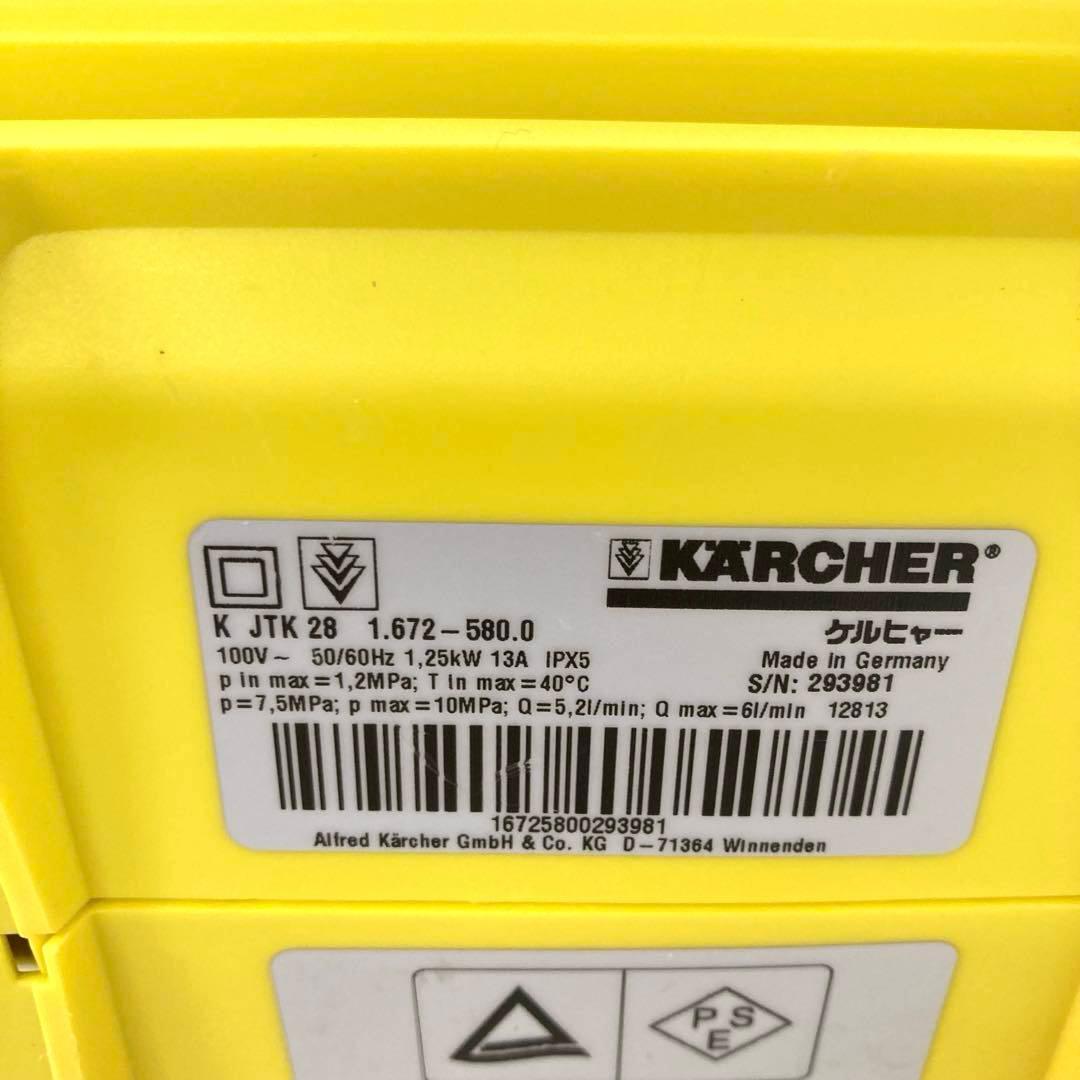 KÄRCHER®
K JTK 28 1.672-580.0
ケルヒャー
100V~ 50/60Hz 1,25kW 13A IPX5
Made in Germany
p in max=1,2MPa; T in max=40°C
S/N: 293981
p=7,5MPa; p max=10MPa; Q=5,2l/min; Q max=6l/min 12813
16725800293981
Alfred Kärcher GmbH & Co. KG D-71364 Winnenden
PSE